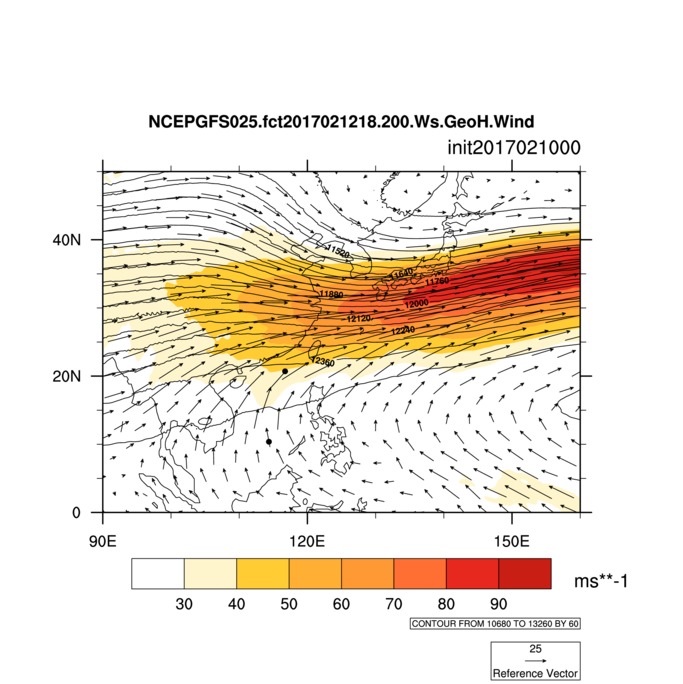 NCEPGFS025.fct2017021218.200.Ws.GeoH.Wind
init2017021000
40N
20N
0
11520
11640
11760
11880
12000
12120
12240
12360
90E 120E 150E
30 40 50 60 70 80 90
ms**-1
CONTOUR FROM 10680 TO 13260 BY 60
25
Reference Vector